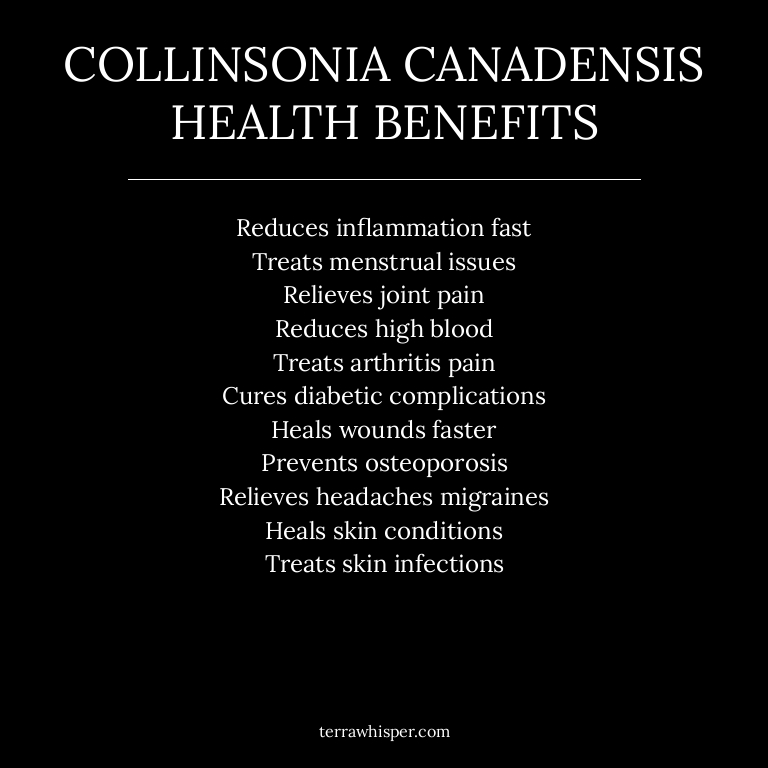 COLLINSONIA CANADENSIS
HEALTH BENEFITS
Reduces inflammation fast
Treats menstrual issues
Relieves joint pain
Reduces high blood
Treats arthritis pain
Cures diabetic complications
Heals wounds faster
Prevents osteoporosis
Relieves headaches migraines
Heals skin conditions
Treats skin infections
terrawhisper.com